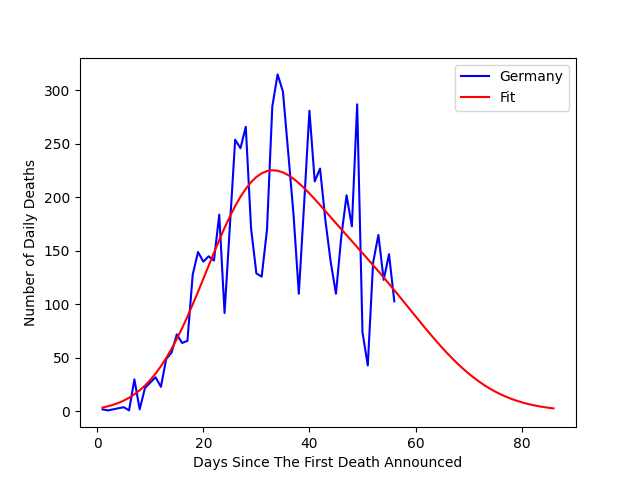 Germany
Fit
300
250
200
150
100
50
0
Number of Daily Deaths
0 20 40 60 80
Days Since The First Death Announced